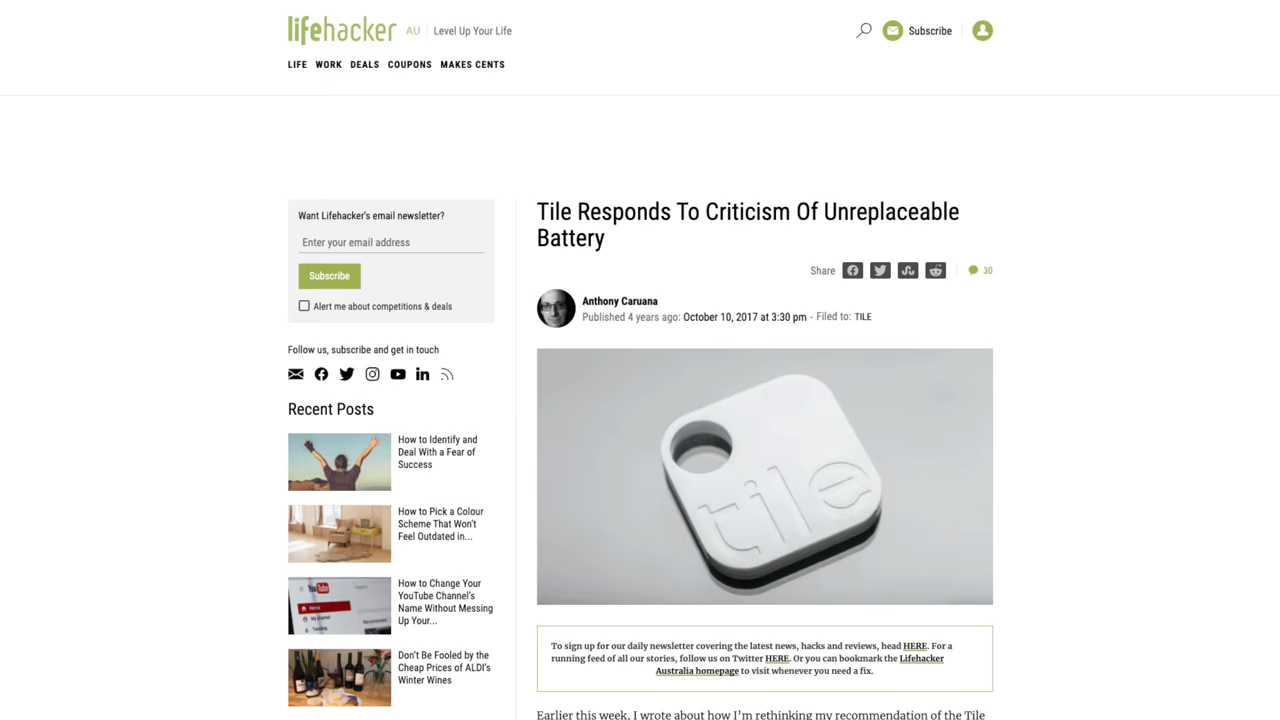 lifehacker AU Level Up Your Life
Subscribe
LIFE WORK DEALS COUPONS MAKES CENTS
Want Lifehacker's email newsletter?
Enter your email address
Subscribe
Alert me about competitions & deals
Follow us, subscribe and get in touch
Recent Posts
How to Identify and
Deal With a Fear of
Success
How to Pick a Colour
Scheme That Won't
Feel Outdated in...
How to Change Your
YouTube Channel's
Name Without Messing
Up Your...
Don't Be Fooled by the
Cheap Prices of ALDI's
Winter Wines
Tile Responds To Criticism Of Unreplaceable
Battery
Share
30
Anthony Caruana
Published 4 years ago: October 10, 2017 at 3:30 pm - Filed to: TILE
tile
To sign up for our daily newsletter covering the latest news, hacks and reviews, head HERE. For a
running feed of all our stories, follow us on Twitter HERE. Or you can bookmark the Lifehacker
Australia homepage to visit whenever you need a fix.
Earlier this week, I wrote about how I'm rethinking my recommendation of the Tile